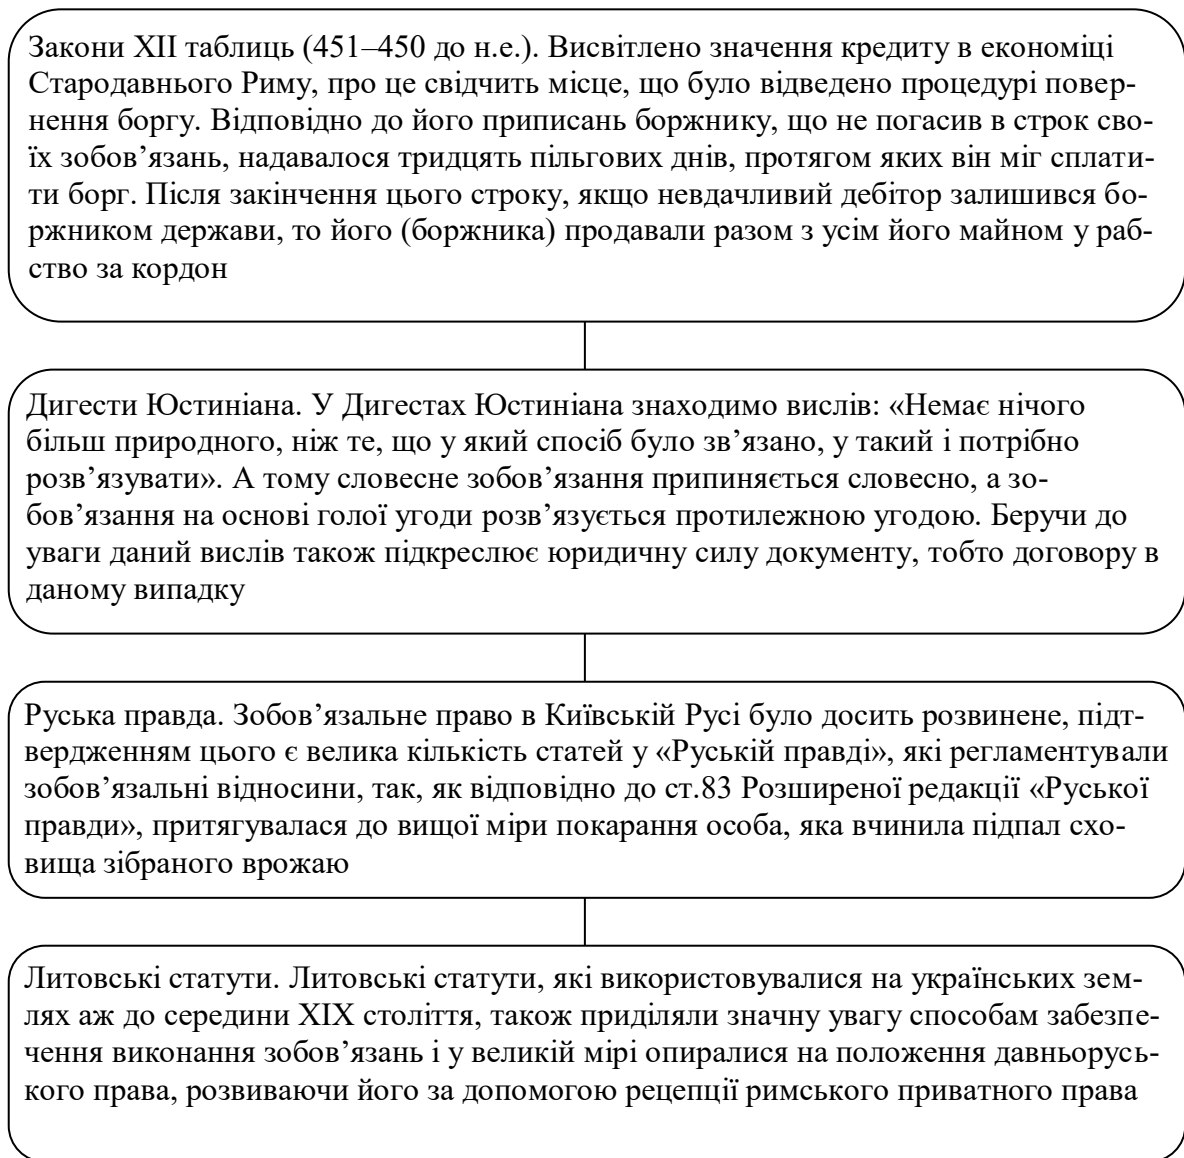 Закони XII таблиць (451–450 до н.е.). Висвітлено значення кредиту в економіці
Стародавнього Риму, про це свідчить місце, що було відведено процедурі повер-
нення боргу. Відповідно до його приписань боржнику, що не погасив в строк сво-
їх зобов’язань, надавалося тридцять пільгових днів, протягом яких він міг сплати-
ти борг. Після закінчення цього строку, якщо невдачливий дебітор залишився бо-
ржником держави, то його (боржника) продавали разом з усім його майном у раб-
ство за кордон
Дигести Юстиніана. У Дигестах Юстиніана знаходимо вислів: «Немає нічого
більш природного, ніж те, що у який спосіб було зв’язано, у такий і потрібно
розв’язувати». А тому словесне зобов’язання припиняється словесно, а зо-
бов’язання на основі голої угоди розв’язується протилежною угодою. Беручи до
уваги даний вислів також підкреслює юридичну силу документу, тобто договору в
даному випадку
Руська правда. Зобов’язальне право в Київській Русі було досить розвинене, підт-
вердженням цього є велика кількість статей у «Руській правді», які регламентували
зобов’язальні відносини, так, як відповідно до ст.83 Розширеної редакції «Руської
правди», притягувалася до вищої міри покарання особа, яка вчинила підпал схо-
вища зібраного врожаю
Литовські статути. Литовські статути, які використовувалися на українських зем-
лях аж до середини XIX століття, також приділяли значну увагу способам забезпе-
чення виконання зобов’язань і у великій мірі опиралися на положення давньорусь-
кого права, розвиваючи його за допомогою рецепції римського приватного права